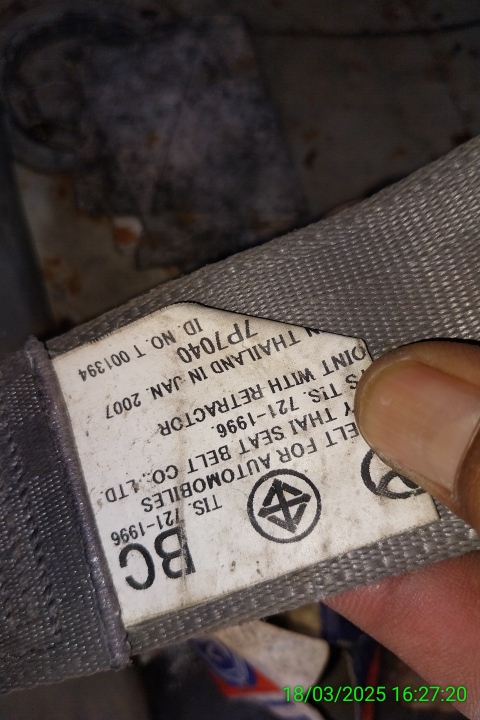 BC
TIS. 721-1996
ELT FOR AUTOMOBILES
Y THAI SEAT BELT CO.,LTD.
S TIS. 721-1996
OINT WITH RETRACTOR
N THAILAND IN JAN. 2007
7P7040
ID. NO. T 001394
18/03/2025 16:27:20